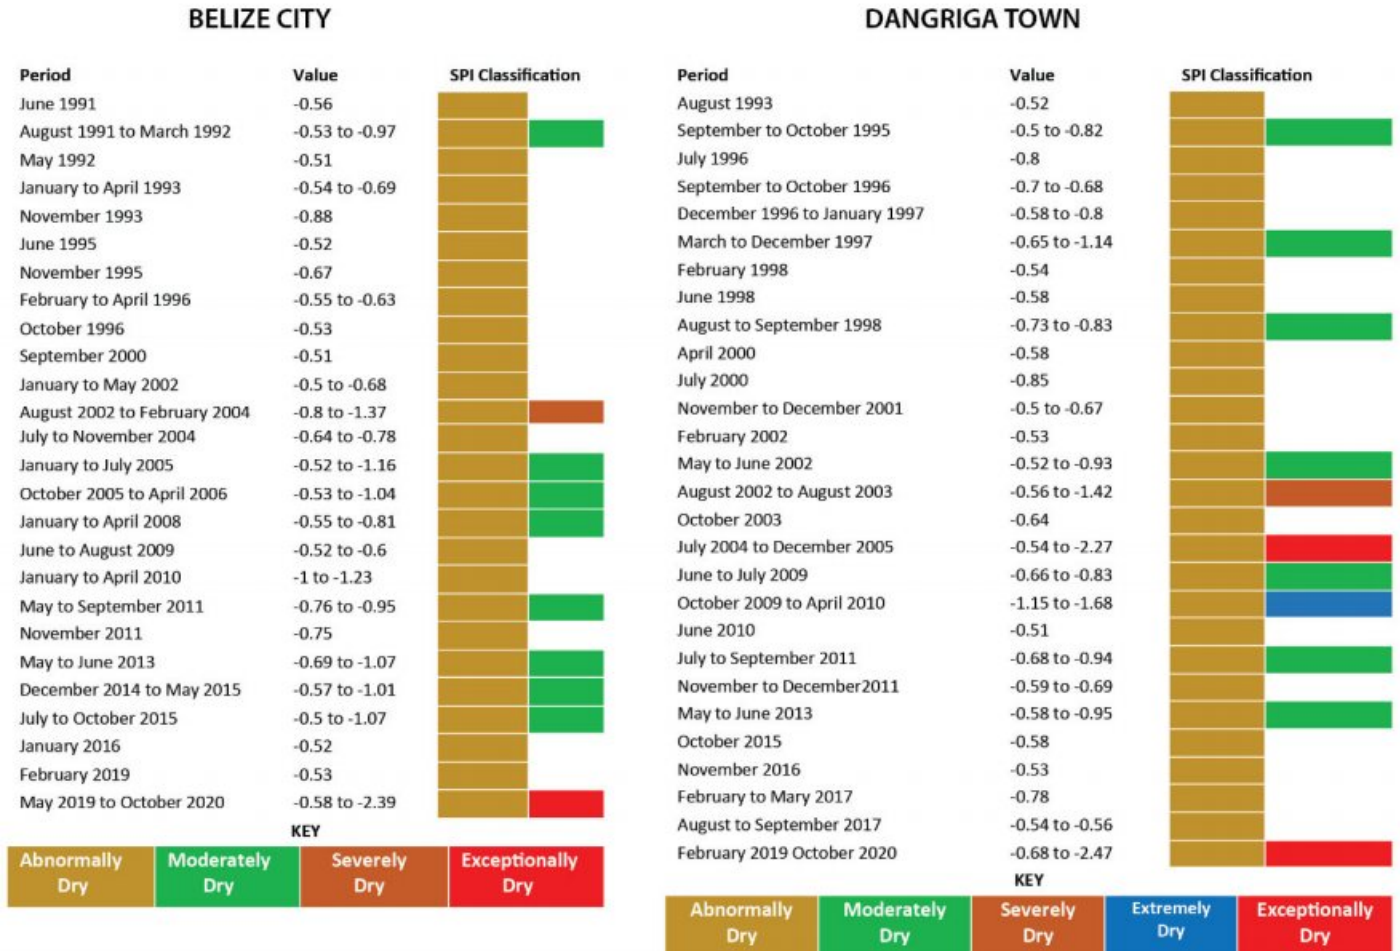 BELIZE CITY
Period Value SPI Classification
June 1991 -0.56
August 1991 to March 1992 -0.53 to -0.97
May 1992 -0.51
January to April 1993 -0.54 to -0.69
November 1993 -0.88
June 1995 -0.52
November 1995 -0.67
February to April 1996 -0.55 to -0.63
October 1996 -0.53
September 2000 -0.51
January to May 2002 -0.5 to -0.68
August 2002 to February 2004 -0.8 to -1.37
July to November 2004 -0.64 to -0.78
January to July 2005 -0.52 to -1.16
October 2005 to April 2006 -0.53 to -1.04
January to April 2008 -0.55 to -0.81
June to August 2009 -0.52 to -0.6
January to April 2010 -1 to -1.23
May to September 2011 -0.76 to -0.95
November 2011 -0.75
May to June 2013 -0.69 to -1.07
December 2014 to May 2015 -0.57 to -1.01
July to October 2015 -0.5 to -1.07
January 2016 -0.52
February 2019 -0.53
May 2019 to October 2020 -0.58 to -2.39
KEY
Abnormally Moderately Severely Exceptionally
Dry Dry Dry Dry
DANGRIGA TOWN
Period Value SPI Classification
August 1993 -0.52
September to October 1995 -0.5 to -0.82
July 1996 -0.8
September to October 1996 -0.7 to -0.68
December 1996 to January 1997 -0.58 to -0.8
March to December 1997 -0.65 to -1.14
February 1998 -0.54
June 1998 -0.58
August to September 1998 -0.73 to -0.83
April 2000 -0.58
July 2000 -0.85
November to December 2001 -0.5 to -0.67
February 2002 -0.53
May to June 2002 -0.52 to -0.93
August 2002 to August 2003 -0.56 to -1.42
October 2003 -0.64
July 2004 to December 2005 -0.54 to -2.27
June to July 2009 -0.66 to -0.83
October 2009 to April 2010 -1.15 to -1.68
June 2010 -0.51
July to September 2011 -0.68 to -0.94
November to December2011 -0.59 to -0.69
May to June 2013 -0.58 to -0.95
October 2015 -0.58
November 2016 -0.53
February to Mary 2017 -0.78
August to September 2017 -0.54 to -0.56
February 2019 October 2020 -0.68 to -2.47
KEY
Abnormally Moderately Severely Extremely Exceptionally
Dry Dry Dry Dry Dry